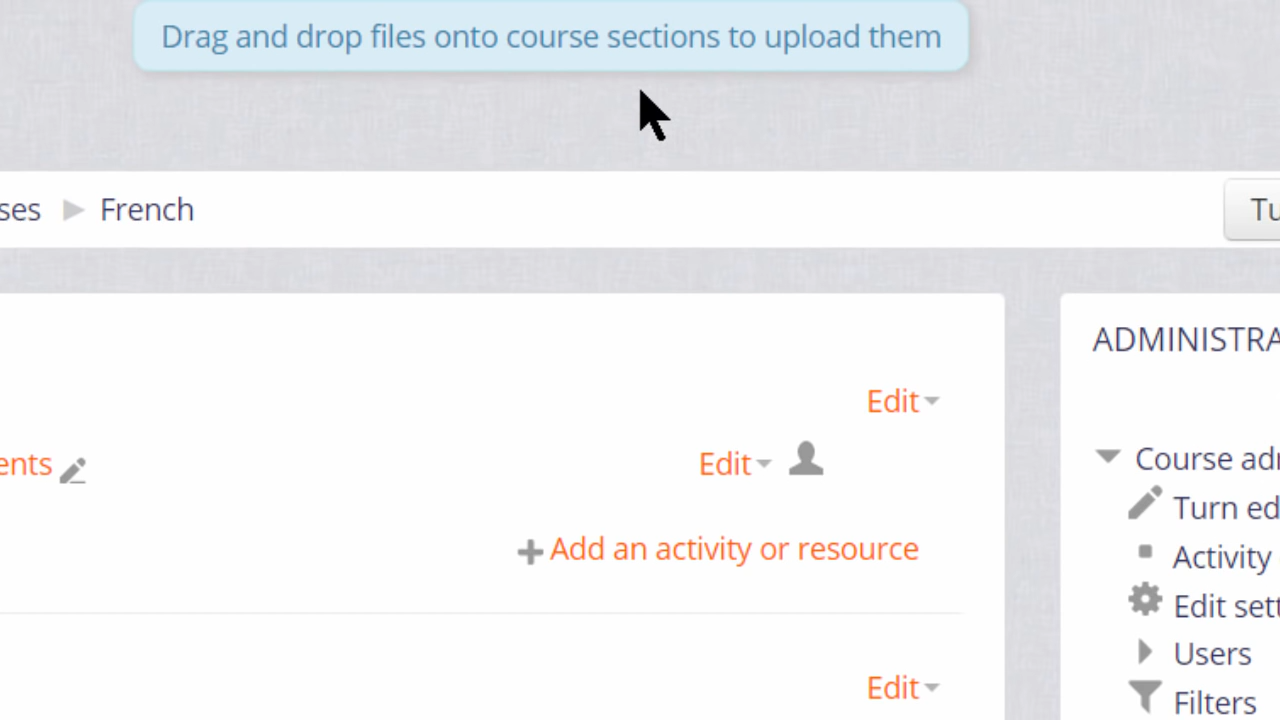 Drag and drop files onto course sections to upload them
ses French
Tu
ADMINISTRA
Edit
ents
Edit
Add an activity or resource
Edit
Course adm
Turn ed
Activity
Edit sett
Users
Filters